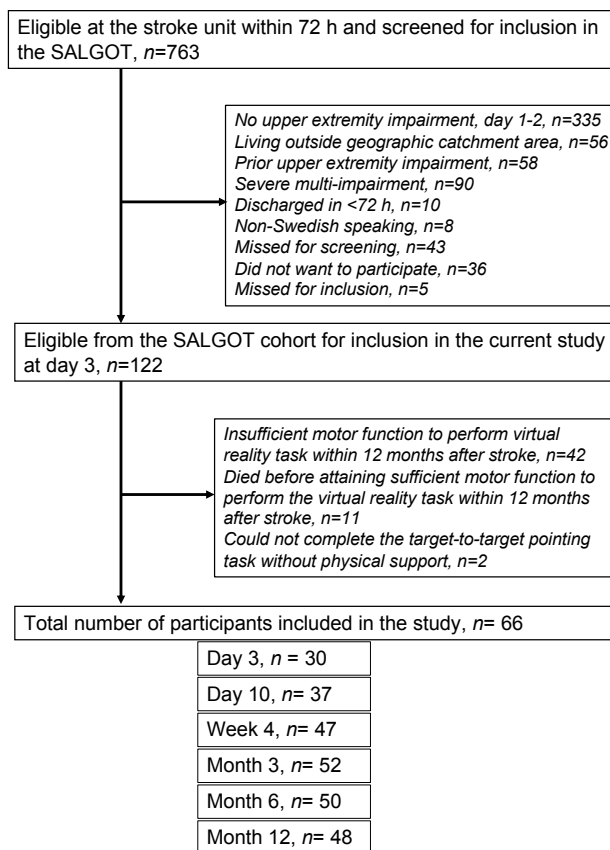 Eligible at the stroke unit within 72 h and screened for inclusion in
the SALGOT, n=763
No upper extremity impairment, day 1-2, n=335
Living outside geographic catchment area, n=56
Prior upper extremity impairment, n=58
Severe multi-impairment, n=90
Discharged in <72 h, n=10
Non-Swedish speaking, n=8
Missed for screening, n=43
Did not want to participate, n=36
Missed for inclusion, n=5
Eligible from the SALGOT cohort for inclusion in the current study
at day 3, n=122
Insufficient motor function to perform virtual
reality task within 12 months after stroke, n=42
Died before attaining sufficient motor function to
perform the virtual reality task within 12 months
after stroke, n=11
Could not complete the target-to-target pointing
task without physical support, n=2
Total number of participants included in the study, n= 66
Day 3, n = 30
Day 10, n= 37
Week 4, n= 47
Month 3, n= 52
Month 6, n= 50
Month 12, n= 48